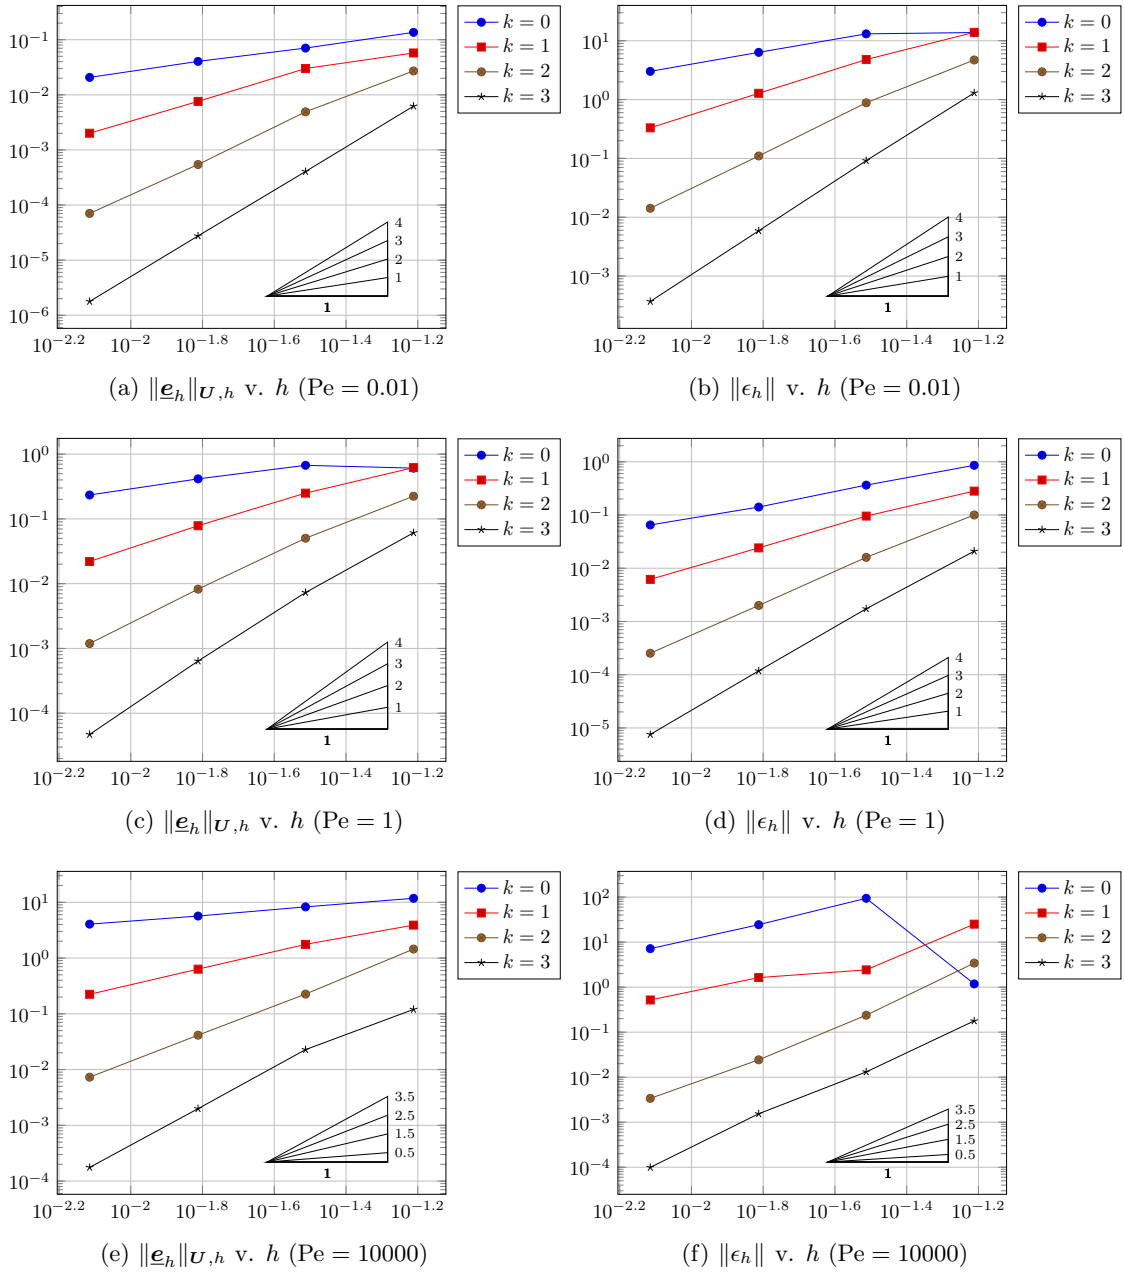 10^{-1}
10^{-2}
10^{-3}
10^{-4}
10^{-5}
10^{-6}
10^{-2.2} 10^{-2} 10^{-1.8} 10^{-1.6} 10^{-1.4} 10^{-1.2}
k = 0
k = 1
k = 2
k = 3
4
3
2
1
1
(a) ‖e_h‖_{U,h} v. h (Pe = 0.01)
10^1
10^0
10^{-1}
10^{-2}
10^{-3}
10^{-2.2} 10^{-2} 10^{-1.8} 10^{-1.6} 10^{-1.4} 10^{-1.2}
k = 0
k = 1
k = 2
k = 3
4
3
2
1
1
(b) ‖ϵ_h‖ v. h (Pe = 0.01)
10^0
10^{-1}
10^{-2}
10^{-3}
10^{-4}
10^{-2.2} 10^{-2} 10^{-1.8} 10^{-1.6} 10^{-1.4} 10^{-1.2}
k = 0
k = 1
k = 2
k = 3
4
3
2
1
1
(c) ‖e_h‖_{U,h} v. h (Pe = 1)
10^0
10^{-1}
10^{-2}
10^{-3}
10^{-4}
10^{-5}
10^{-2.2} 10^{-2} 10^{-1.8} 10^{-1.6} 10^{-1.4} 10^{-1.2}
k = 0
k = 1
k = 2
k = 3
4
3
2
1
1
(d) ‖ϵ_h‖ v. h (Pe = 1)
10^1
10^0
10^{-1}
10^{-2}
10^{-3}
10^{-4}
10^{-2.2} 10^{-2} 10^{-1.8} 10^{-1.6} 10^{-1.4} 10^{-1.2}
k = 0
k = 1
k = 2
k = 3
3.5
2.5
1.5
0.5
1
(e) ‖e_h‖_{U,h} v. h (Pe = 10000)
10^2
10^1
10^0
10^{-1}
10^{-2}
10^{-3}
10^{-4}
10^{-2.2} 10^{-2} 10^{-1.8} 10^{-1.6} 10^{-1.4} 10^{-1.2}
k = 0
k = 1
k = 2
k = 3
3.5
2.5
1.5
0.5
1
(f) ‖ϵ_h‖ v. h (Pe = 10000)